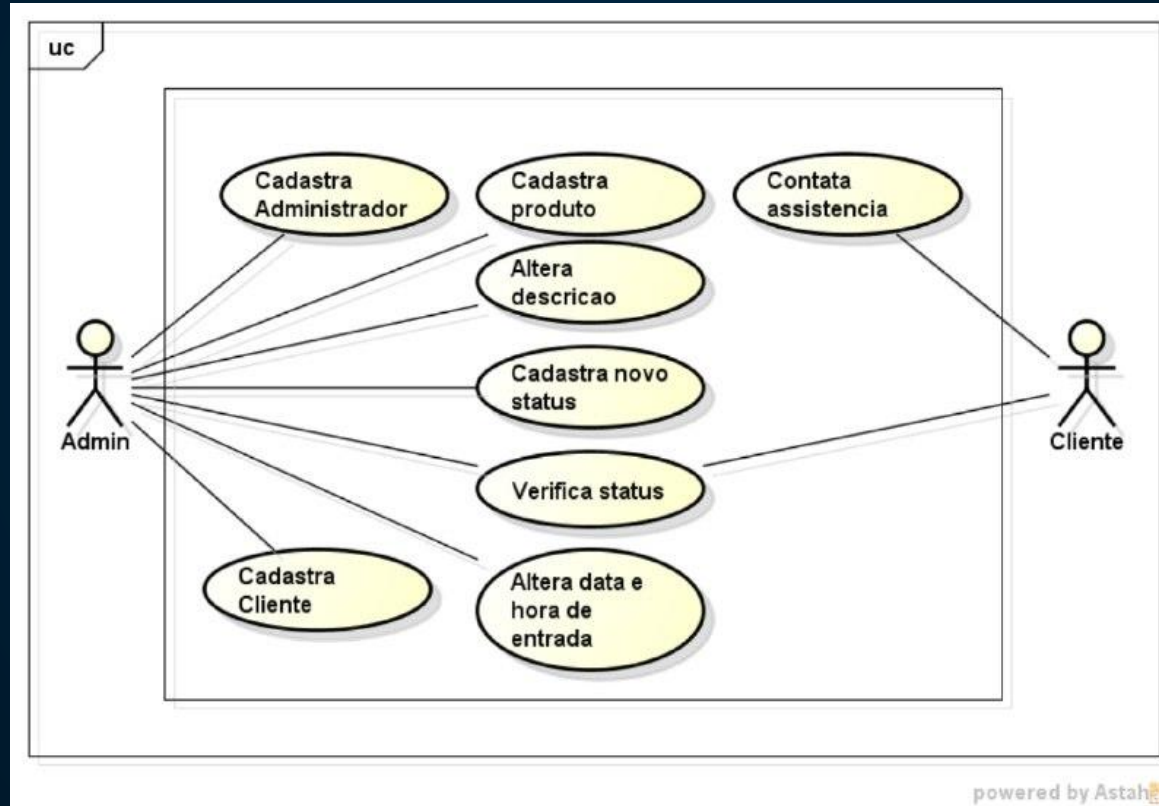 uc
Cadastra
Administrador
Cadastra
produto
Contata
assistencia
Altera
descricao
Cadastra novo
status
Admin
Cliente
Verifica status
Cadastra
Cliente
Altera data e
hora de
entrada
powered by Astah